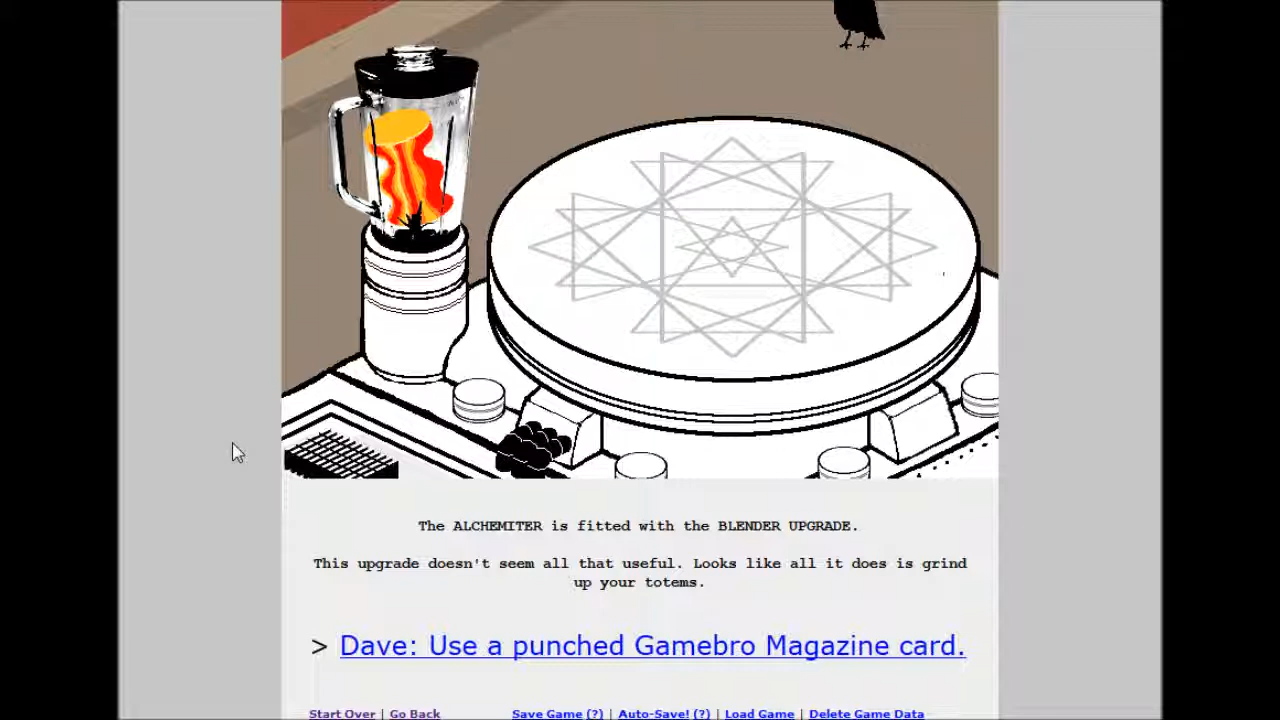 The ALCHEMITER is fitted with the BLENDER UPGRADE.
This upgrade doesn't seem all that useful. Looks like all it does is grind
up your totems.
> Dave: Use a punched Gamebro Magazine card.
Start Over | Go Back Save Game (?) | Auto-Save! (?) | Load Game | Delete Game Data